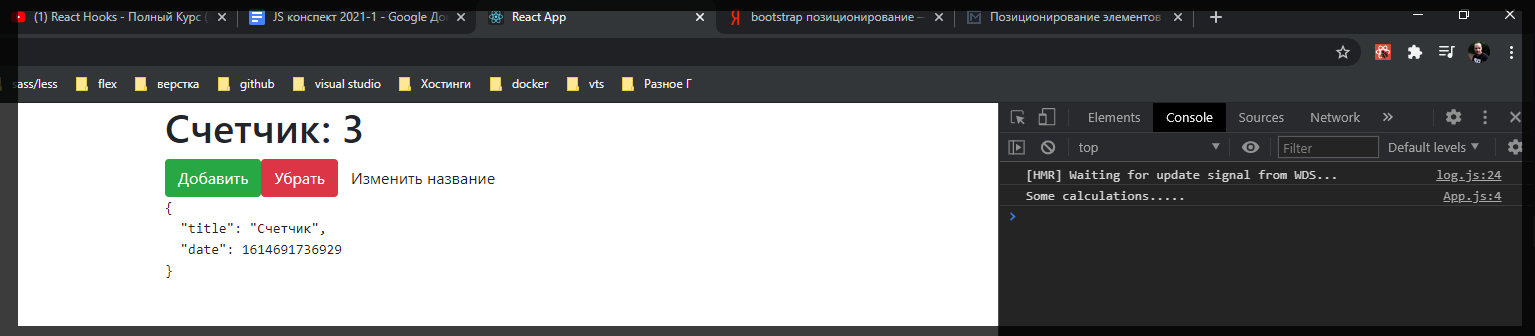 (1) React Hooks - Полный Курс (
JS конспект 2021-1 - Google До
React App
bootstrap позиционирование —
Позиционирование элементов
sass/less
flex
верстка
github
visual studio
Хостинги
docker
vts
Разное Г
Счетчик: 3
Добавить
Убрать
Изменить название
{
"title": "Счетчик",
"date": 1614691736929
}
Elements
Console
Sources
Network
top
Filter
Default levels
[HMR] Waiting for update signal from WDS...
log.js:24
Some calculations.....
App.js:4